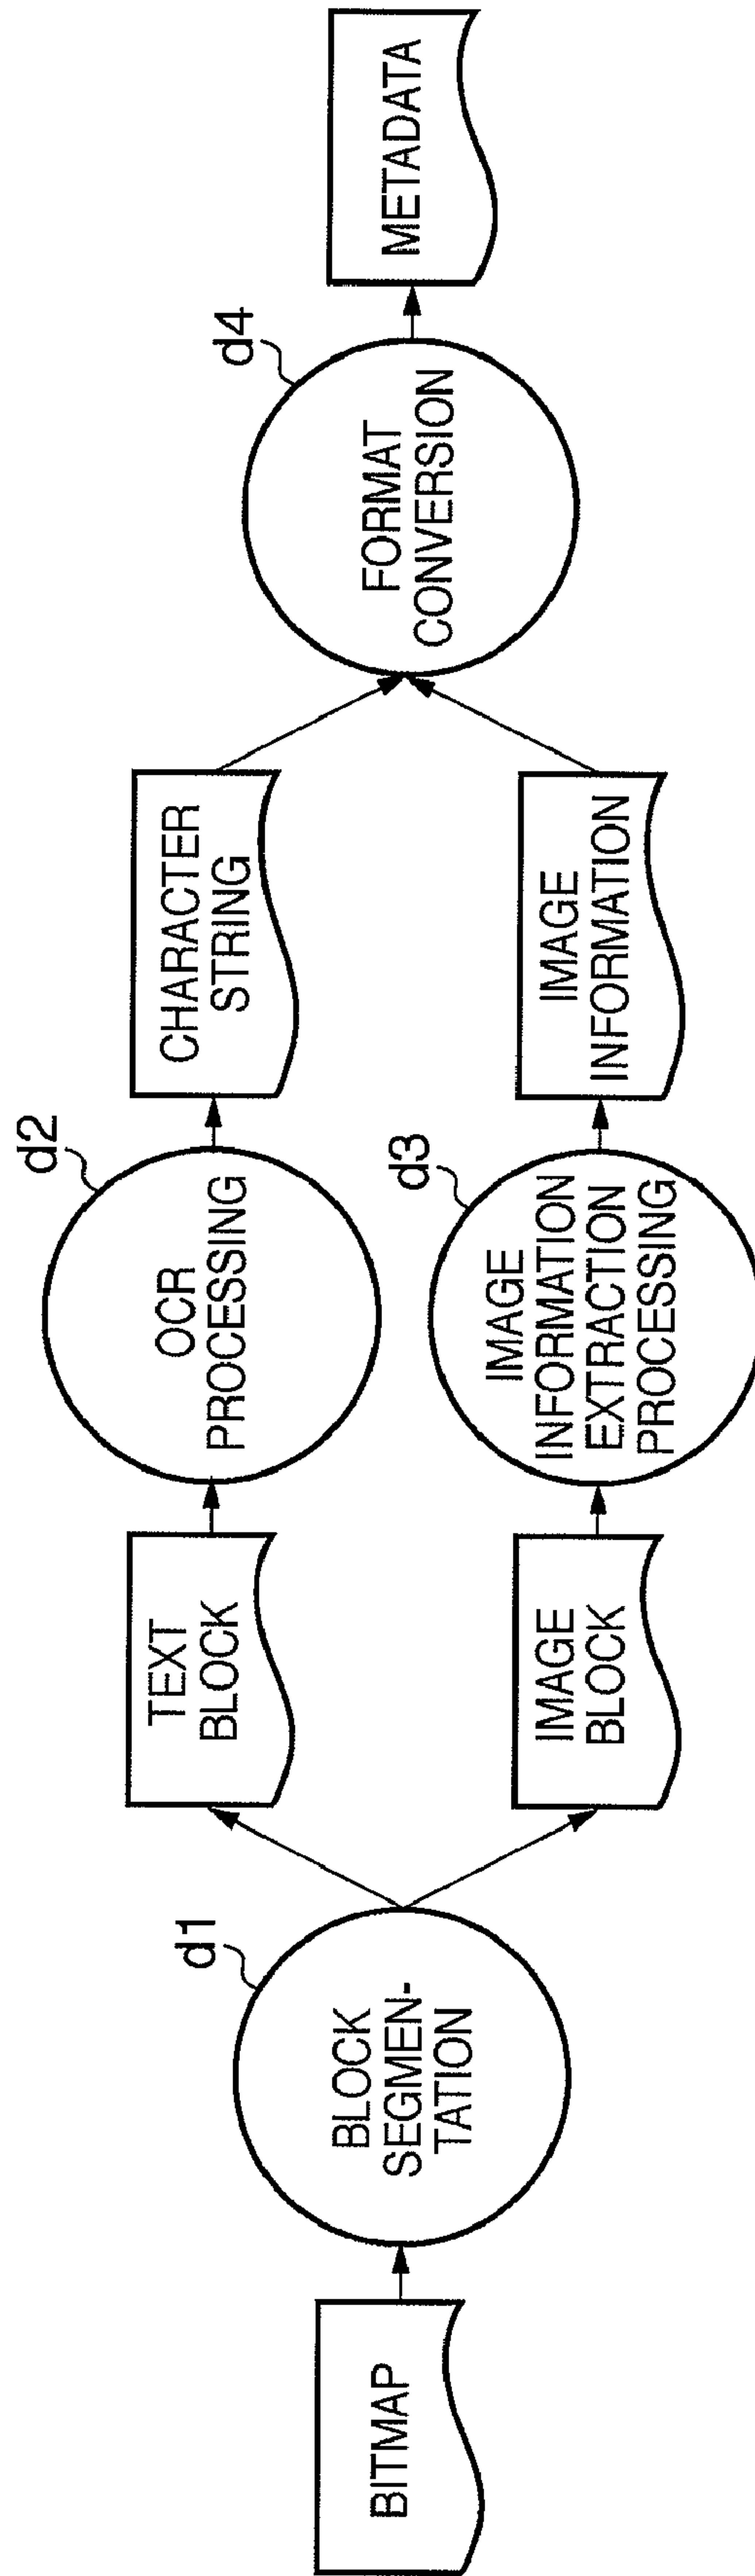 BITMAP
d1
BLOCK
SEGMEN-
TATION
TEXT
BLOCK
d2
OCR
PROCESSING
CHARACTER
STRING
IMAGE
BLOCK
d3
IMAGE
INFORMATION
EXTRACTION
PROCESSING
IMAGE
INFORMATION
d4
FORMAT
CONVERSION
METADATA